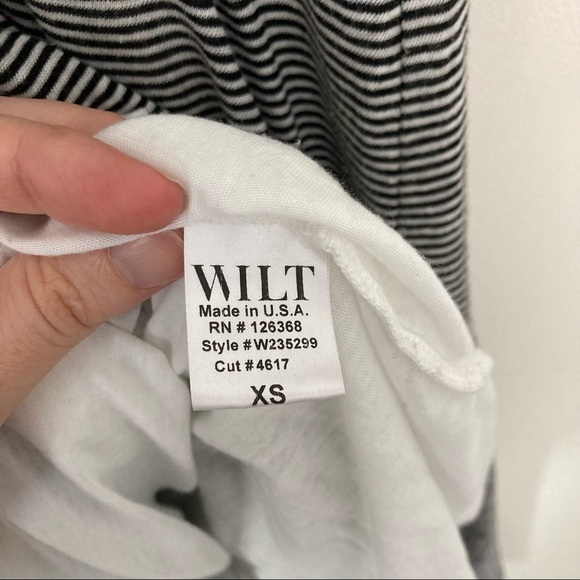 WILT
Made in U.S.A.
RN # 126368
Style # W235299
Cut # 4617
XS